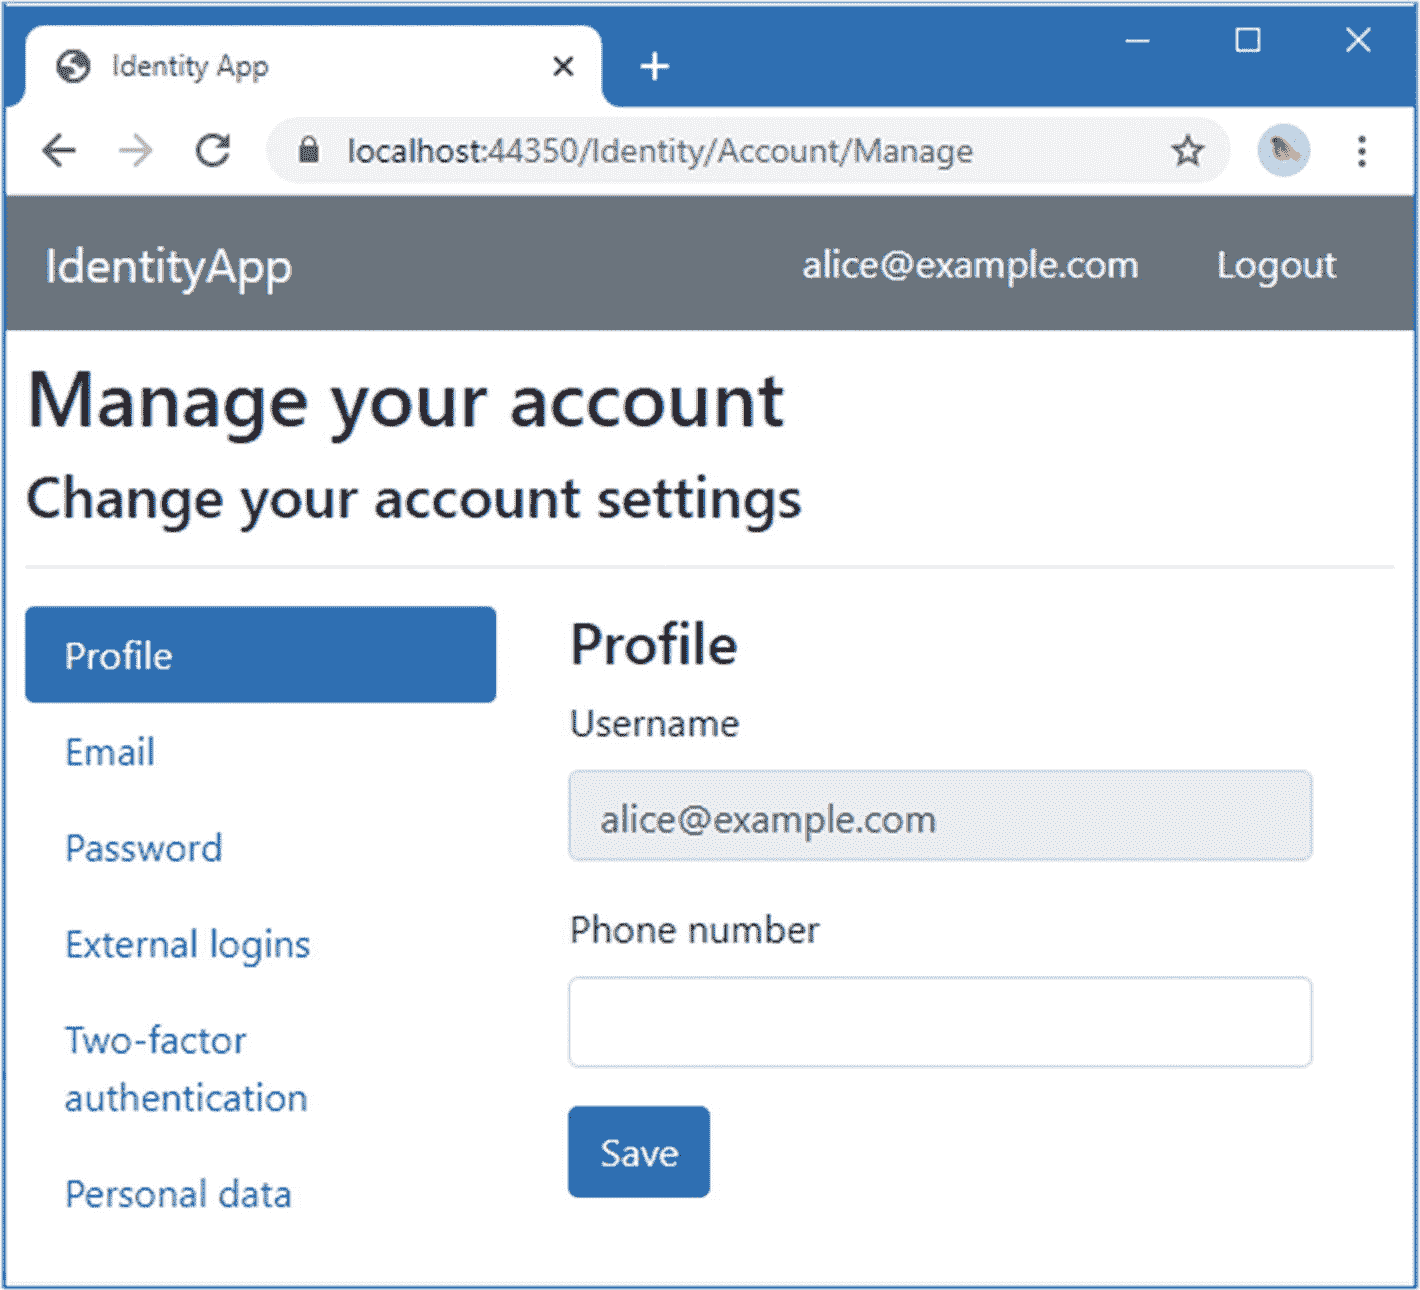 Identity App
localhost:44350/Identity/Account/Manage
IdentityApp
alice@example.com
Logout
Manage your account
Change your account settings
Profile
Email
Password
External logins
Two-factor
authentication
Personal data
Profile
Username
alice@example.com
Phone number
Save